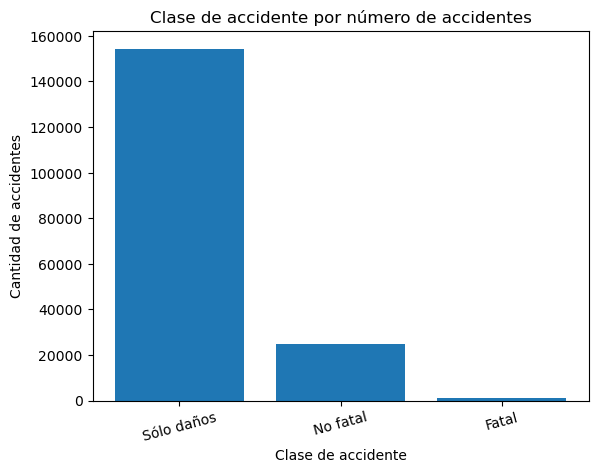 Clase de accidente por número de accidentes
Cantidad de accidentes
160000
140000
120000
100000
80000
60000
40000
20000
0
Sólo daños
No fatal
Fatal
Clase de accidente